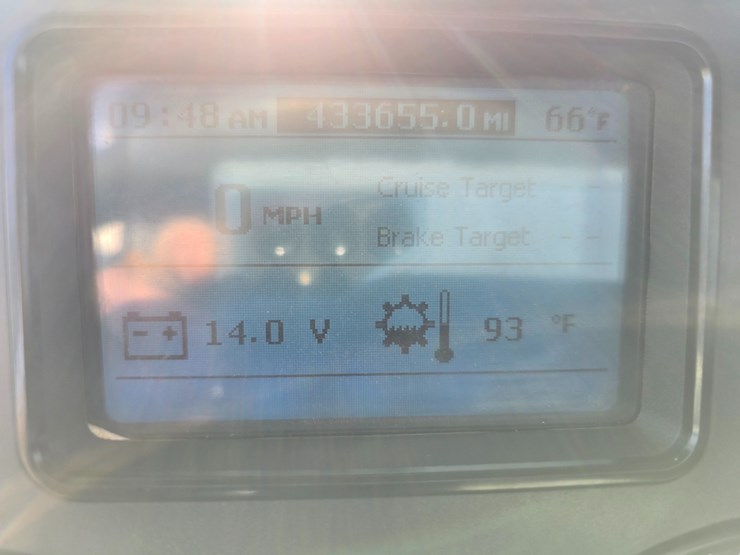 09:48 AM 433655.0 MI 66°F
0 MPH
Cruise Target --
Brake Target --
- + 14.0 V 93 °F